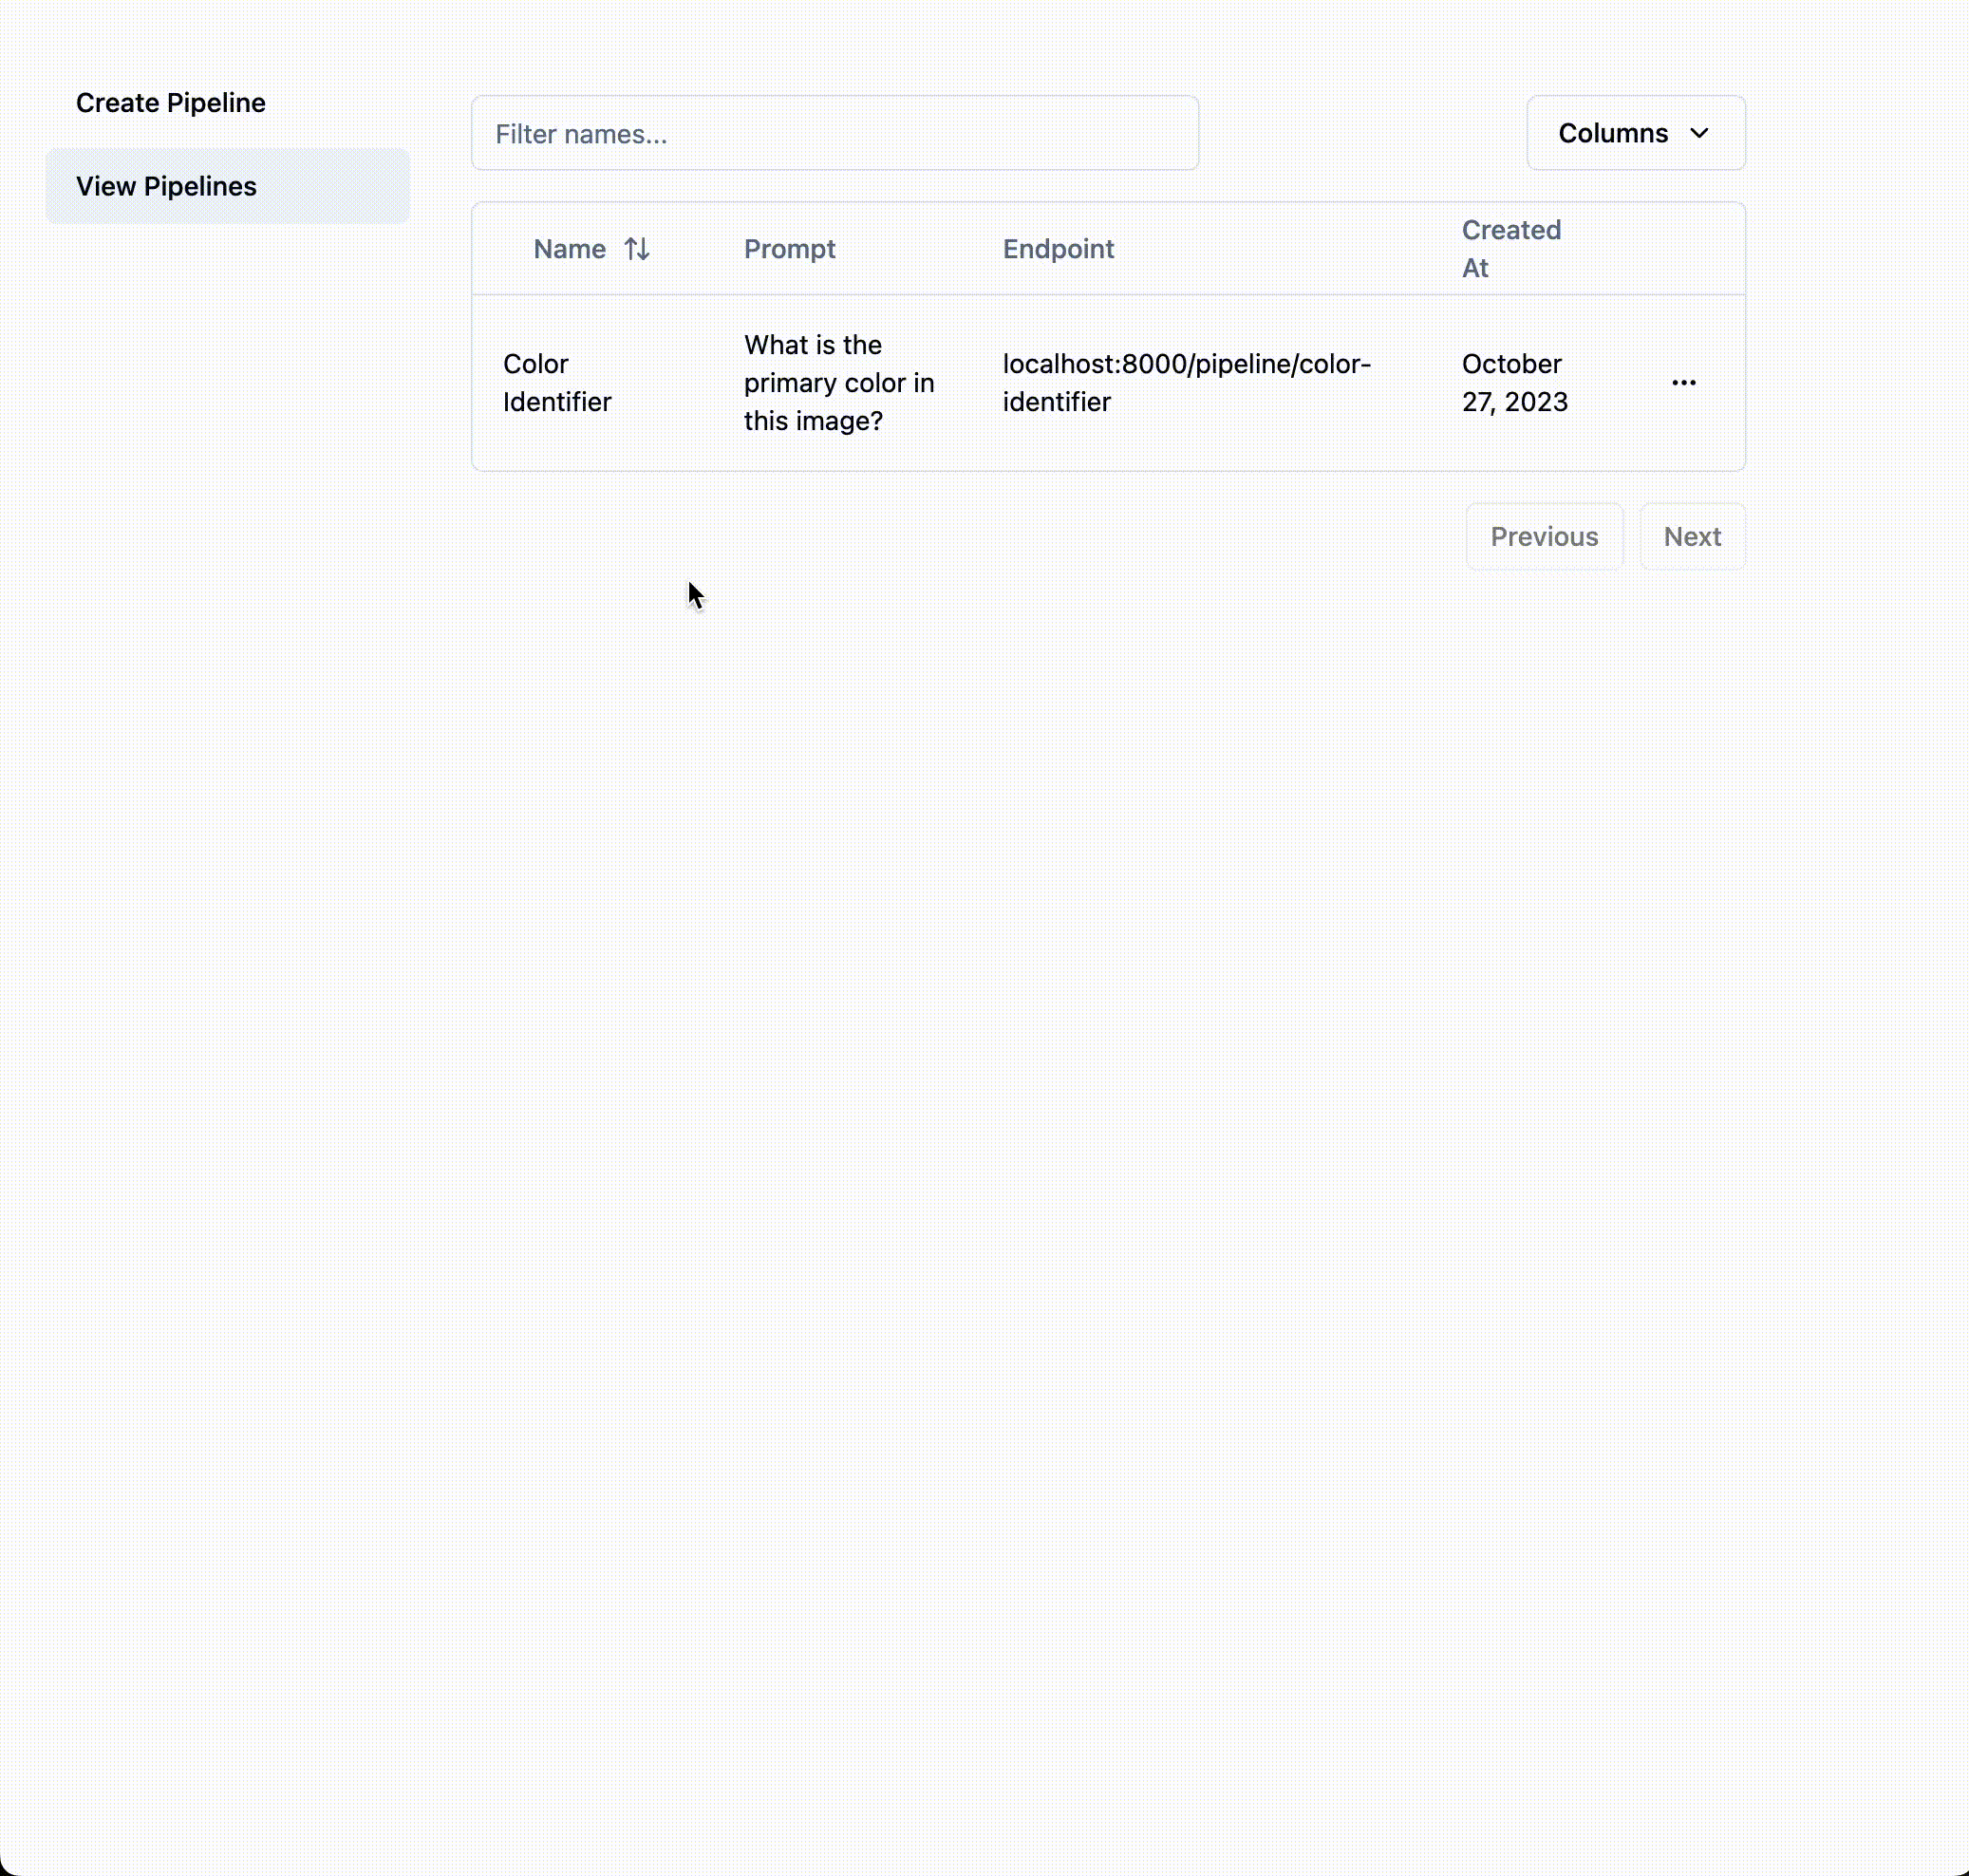 Create Pipeline
View Pipelines
Filter names...
Columns
Name
Prompt
Endpoint
Created
At
Color
Identifier
What is the
primary color in
this image?
localhost:8000/pipeline/color-
identifier
October
27, 2023
...
Previous
Next